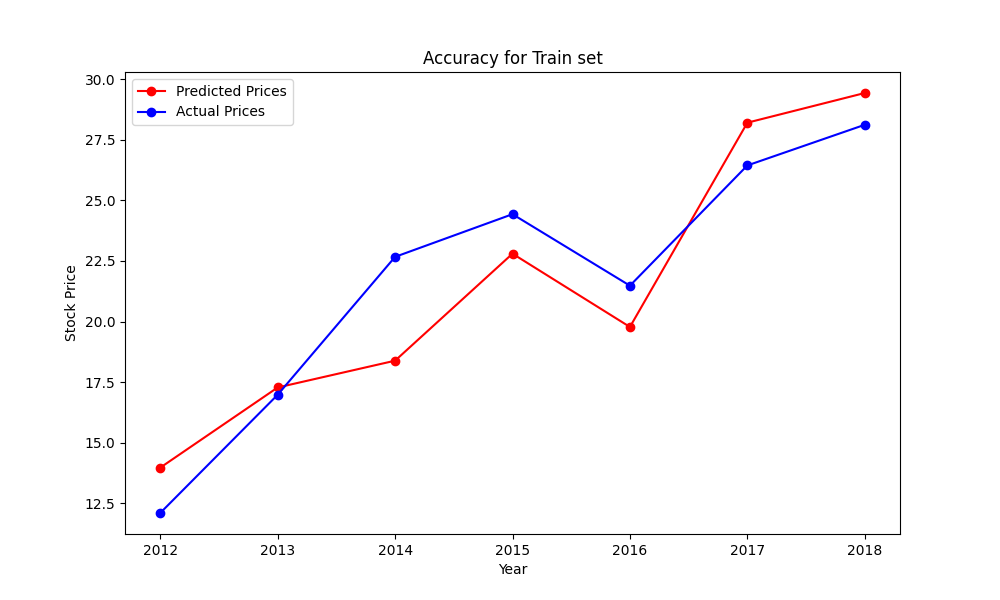 Accuracy for Train set
Predicted Prices
Actual Prices
30.0
27.5
25.0
22.5
20.0
17.5
15.0
12.5
Stock Price
2012 2013 2014 2015 2016 2017 2018
Year